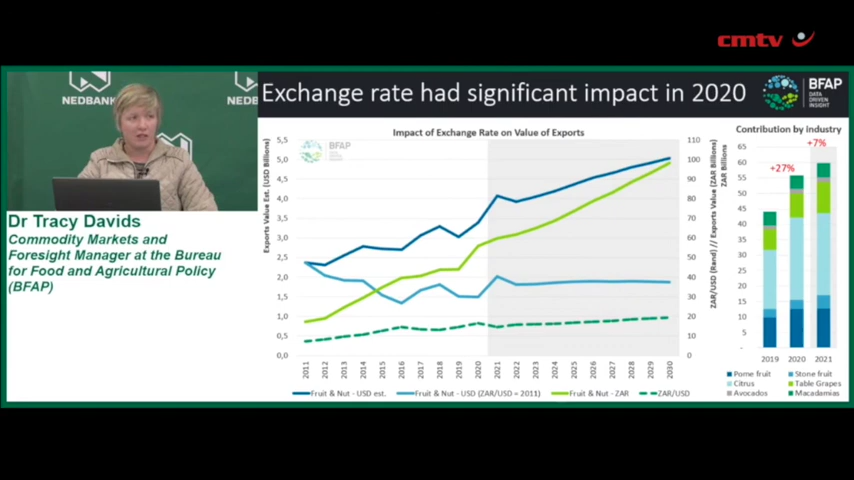 cmtv
NEDBANK
NEDB
Exchange rate had significant impact in 2020
BFAP
DATA
DRIVEN
INSIGHT
Dr Tracy Davids
Commodity Markets and
Foresight Manager at the Bureau
for Food and Agricultural Policy
(BFAP)
Impact of Exchange Rate on Value of Exports
BFAP
Exports Value Est. (USD Billions)
5,5
5,0
4,5
4,0
3,5
3,0
2,5
2,0
1,5
1,0
0,5
0,0
110
100
90
80
70
60
50
40
30
20
10
0
ZAR/USD (Rand) // Exports Value (ZAR Billions)
2011 2012 2013 2014 2015 2016 2017 2018 2019 2020 2021 2022 2023 2024 2025 2026 2027 2028 2029 2030
Fruit & Nut - USD est. Fruit & Nut - USD (ZAR/USD = 2011) Fruit & Nut - ZAR ZAR/USD
Contribution by industry
+7%
+27%
ZAR Billions
65
60
55
50
45
40
35
30
25
20
15
10
5
-
2019 2020 2021
Pome fruit Stone fruit
Citrus Table Grapes
Avocados Macadamias